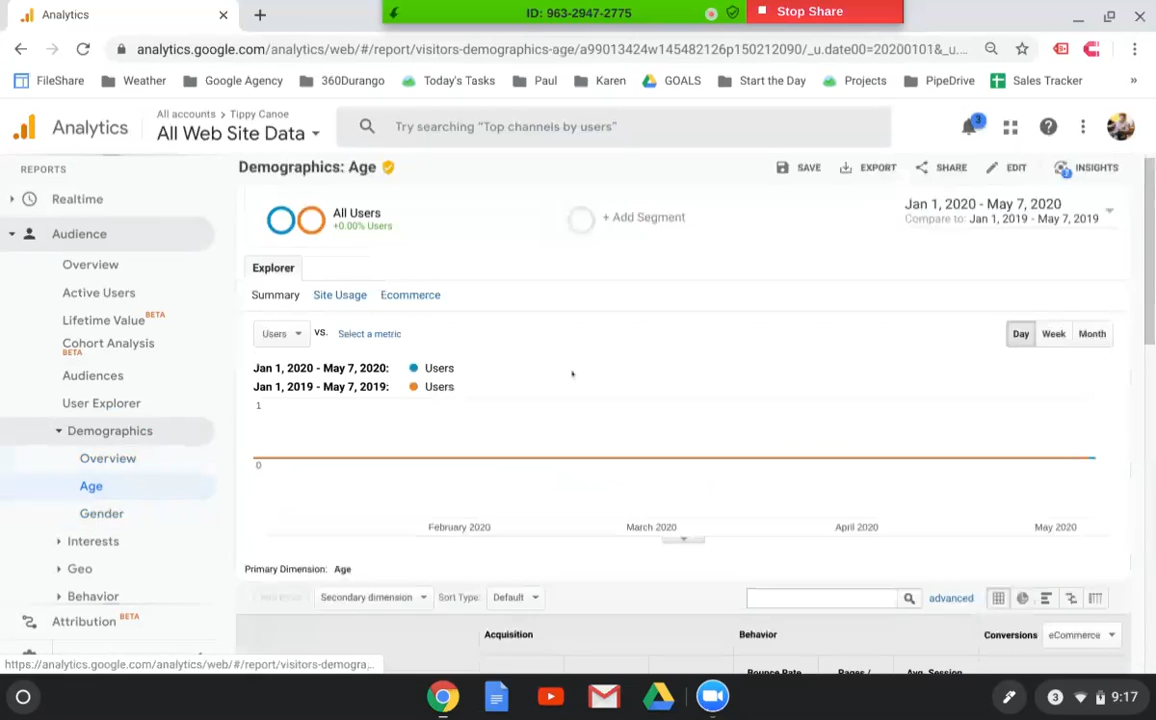 Analytics
ID: 963-2947-2775
Stop Share
analytics.google.com/analytics/web/#/report/visitors-demographics-age/a99013424w145482126p150212090/_u.date00=20200101&_u...
FileShare
Weather
Google Agency
360Durango
Today's Tasks
Paul
Karen
GOALS
Start the Day
Projects
PipeDrive
Sales Tracker
»
Analytics
All accounts > Tippy Canoe
All Web Site Data
Try searching "Top channels by users"
3
REPORTS
Realtime
Audience
Overview
Active Users
Lifetime Value BETA
Cohort Analysis
BETA
Audiences
User Explorer
Demographics
Overview
Age
Gender
Interests
Geo
Behavior
Attribution BETA
Demographics: Age
SAVE
EXPORT
SHARE
EDIT
INSIGHTS
All Users
+0.00% Users
+ Add Segment
Jan 1, 2020 - May 7, 2020
Compare to: Jan 1, 2019 - May 7, 2019
Explorer
Summary
Site Usage
Ecommerce
Users
VS.
Select a metric
Day
Week
Month
Jan 1, 2020 - May 7, 2020:
Users
Jan 1, 2019 - May 7, 2019:
Users
1
0
February 2020
March 2020
April 2020
May 2020
Primary Dimension: Age
Secondary dimension
Sort Type:
Default
advanced
Acquisition
Behavior
Conversions
eCommerce
Bounce Rate
Pages /
Avg. Session
https://analytics.google.com/analytics/web/#/report/visitors-demogra...
3
9:17